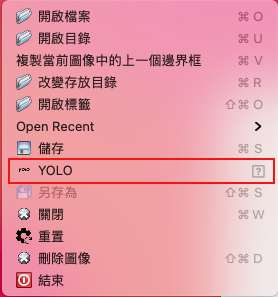 開啟檔案 ⌘ O
開啟目錄 ⌘ U
複製當前圖像中的上一個邊界框 ⌘ V
改變存放目錄 ⌘ R
開啟標籤 ⇧⌘ O
Open Recent
儲存 ⌘ S
YOLO YOLO ?
另存為 ⇧⌘ S
關閉 ⌘ W
重置
刪除圖像 ⇧⌘ D
結束